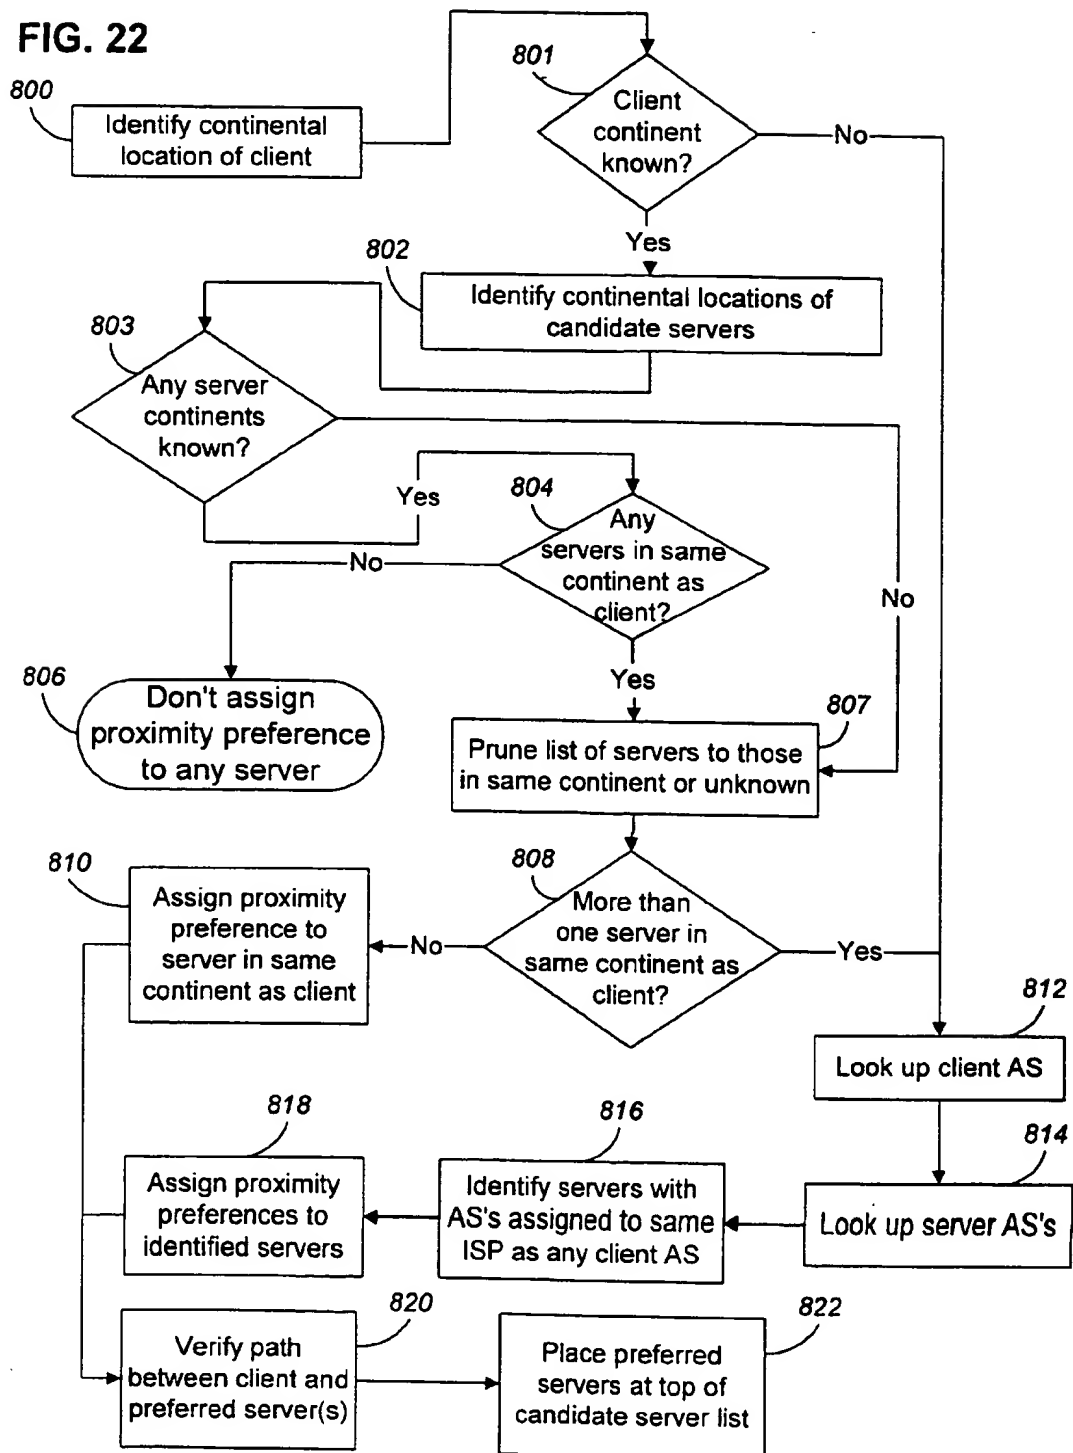 FIG. 22
800
Identify continental
location of client
801
Client
continent
known?
No
Yes
802
Identify continental locations of
candidate servers
803
Any server
continents
known?
Yes
804
Any
servers in same
continent as
client?
No
No
Yes
806
Don't assign
proximity preference
to any server
807
Prune list of servers to those
in same continent or unknown
808
More than
one server in
same continent as
client?
No
Yes
810
Assign proximity
preference to
server in same
continent as client
812
Look up client AS
814
Look up server AS's
816
Identify servers with
AS's assigned to same
ISP as any client AS
818
Assign proximity
preferences to
identified servers
820
Verify path
between client and
preferred server(s)
822
Place preferred
servers at top of
candidate server list